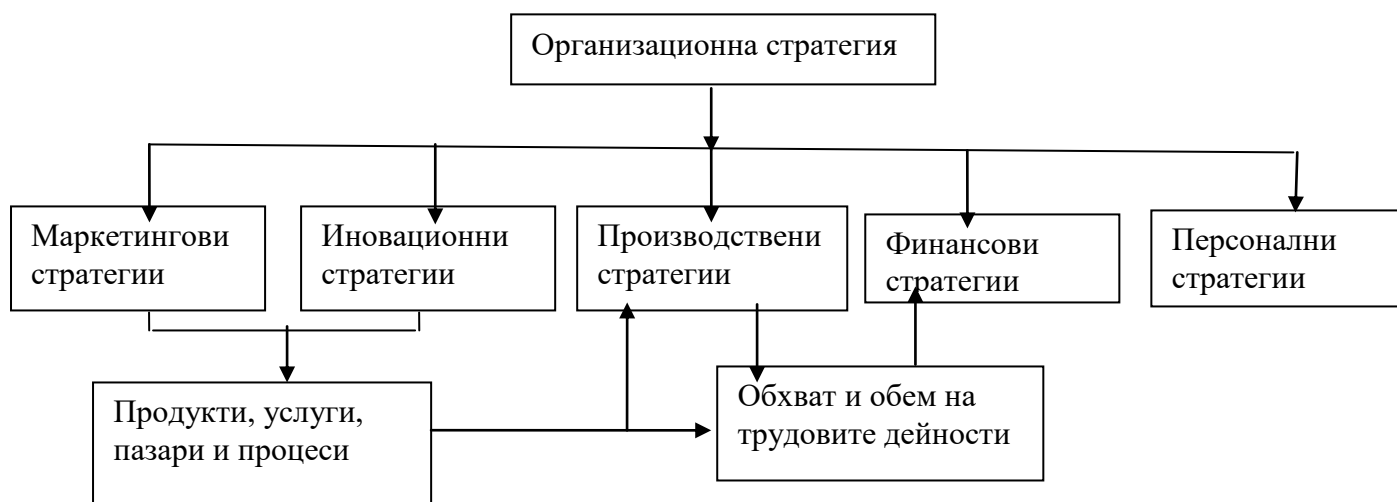 Организационна стратегия
Маркетингови
стратегии
Иновационни
стратегии
Производствени
стратегии
Финансови
стратегии
Персонални
стратегии
Продукти, услуги,
пазари и процеси
Обхват и обем на
трудовите дейности